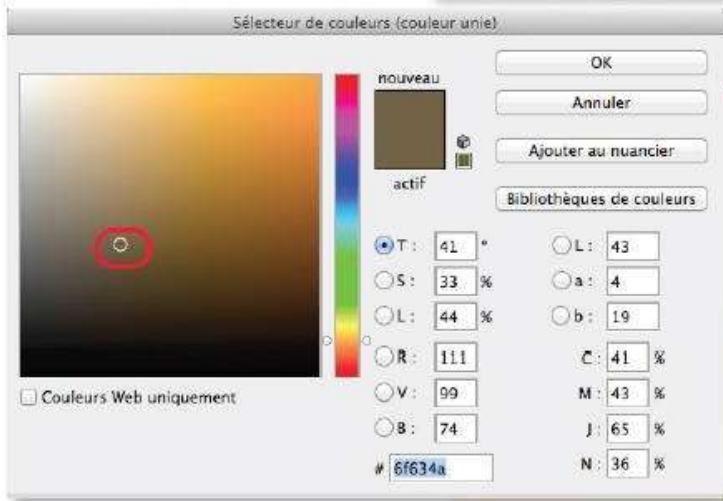 Sélecteur de couleurs (couleur unie)
nouveau
actif
OK
Annuler
Ajouter au nuancier
Bibliothèques de couleurs
T : 41 °
S : 33 %
L : 44 %
R : 111
V : 99
B : 74
# 6f634a
L : 43
a : 4
b : 19
C : 41 %
M : 43 %
J : 65 %
N : 36 %
Couleurs Web uniquement